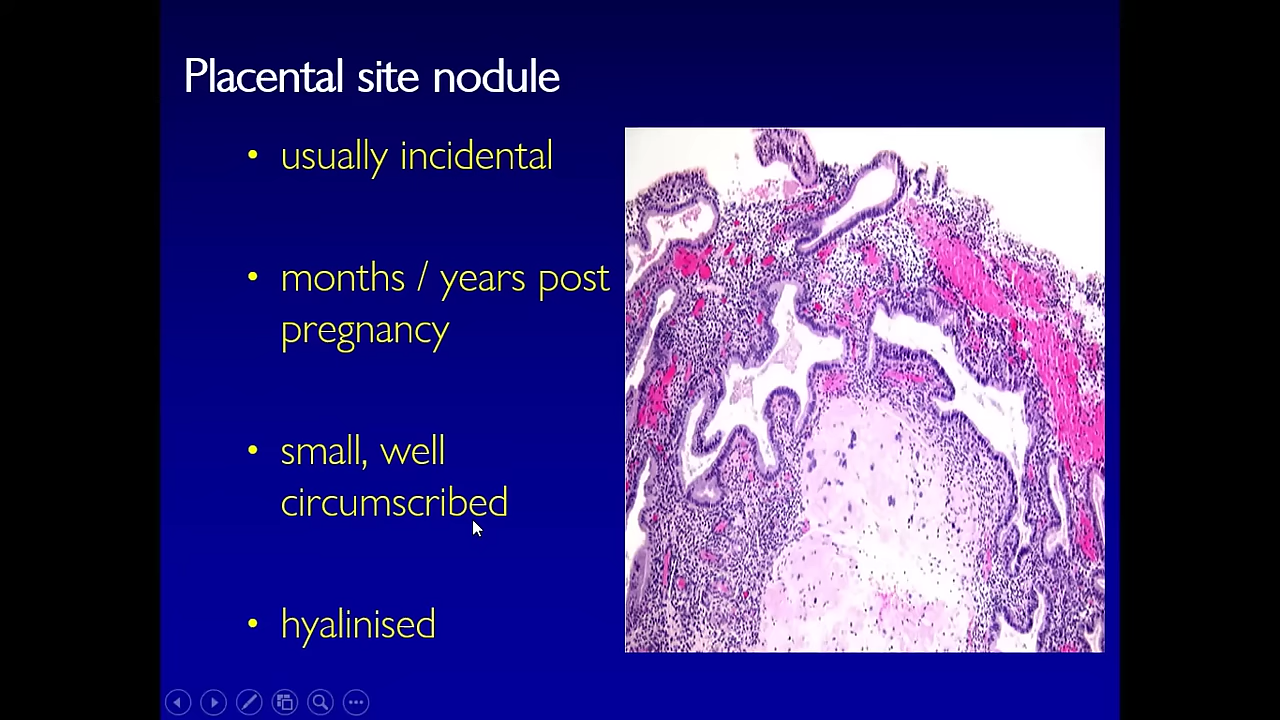 Placental site nodule
• usually incidental
• months / years post
pregnancy
• small, well
circumscribed
• hyalinised